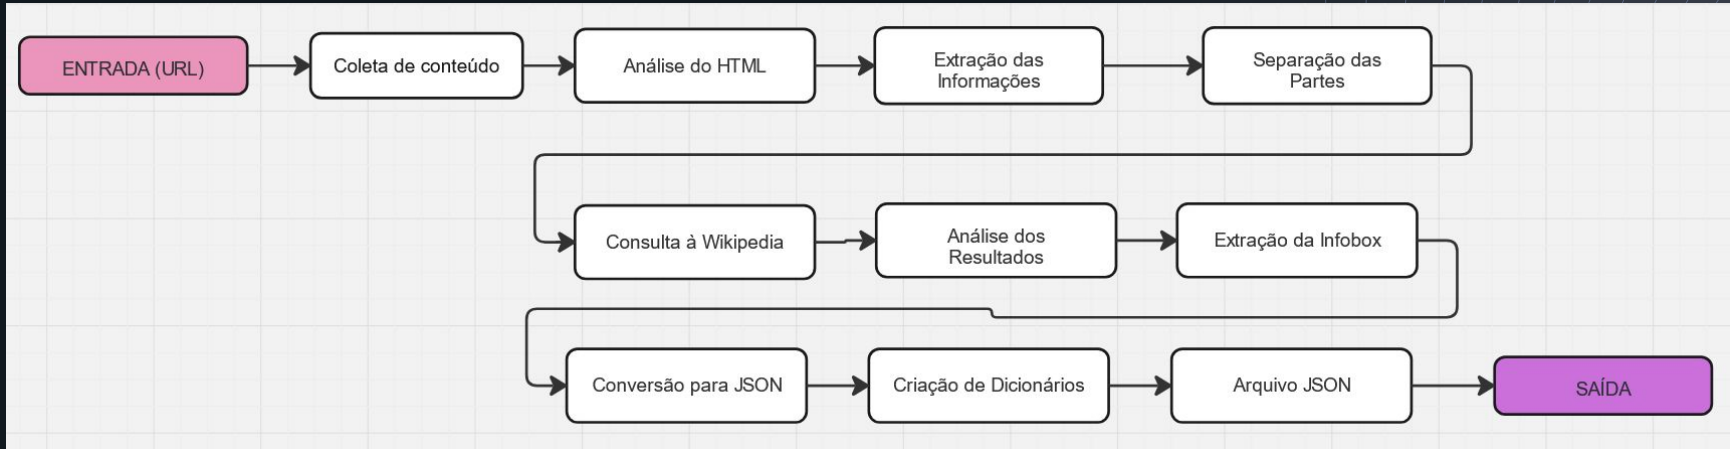 ENTRADA (URL)
Coleta de conteúdo
Análise do HTML
Extração das
Informações
Separação das
Partes
Consulta à Wikipedia
Análise dos
Resultados
Extração da Infobox
Conversão para JSON
Criação de Dicionários
Arquivo JSON
SAÍDA